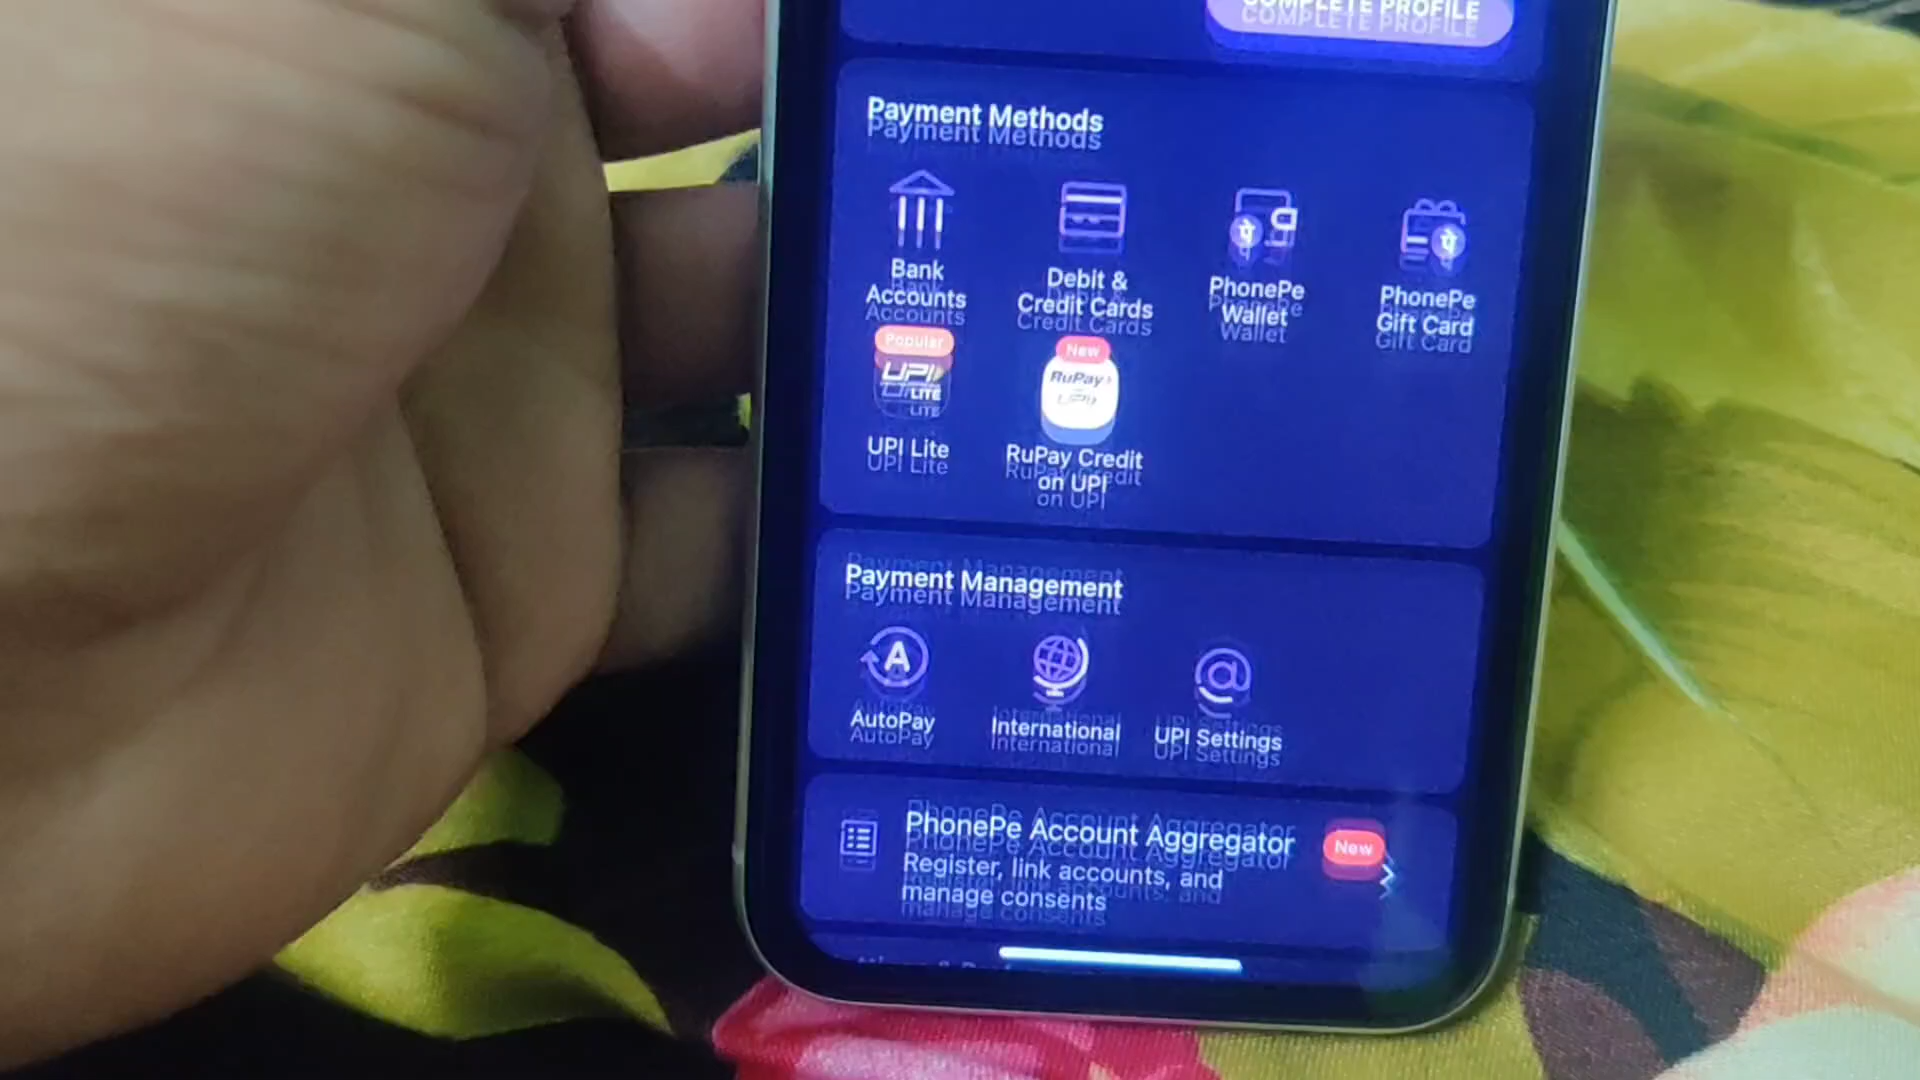 COMPLETE PROFILE
Payment Methods
Bank
Accounts
Debit &
Credit Cards
PhonePe
Wallet
PhonePe
Gift Card
पे
पे
Popular
UPI
LITE
UPI Lite
New
RuPay
UPI
RuPay Credit
on UPI
Payment Management
A
AutoPay
International
@
UPI Settings
PhonePe Account Aggregator
New
Register, link accounts, and
manage consents